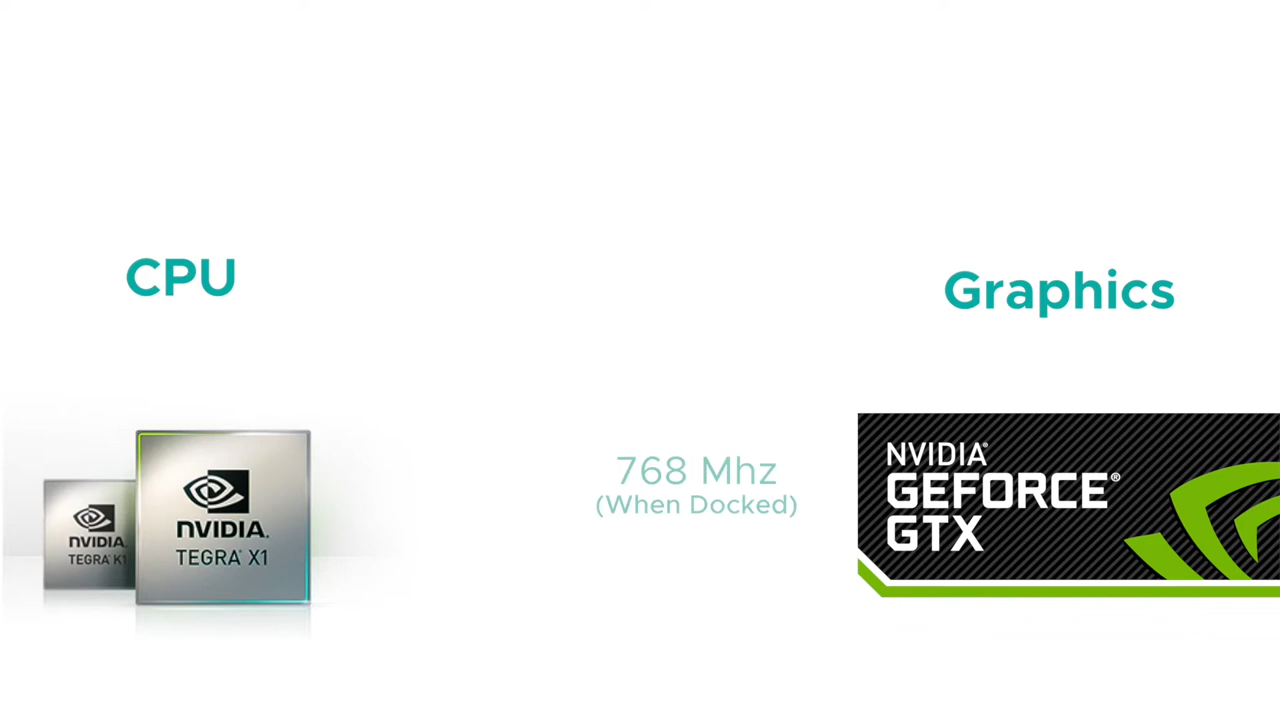 CPU
Graphics
NVIDIA.
TEGRA® K1
NVIDIA.
TEGRA® X1
768 Mhz
(When Docked)
NVIDIA®
GEFORCE®
GTX